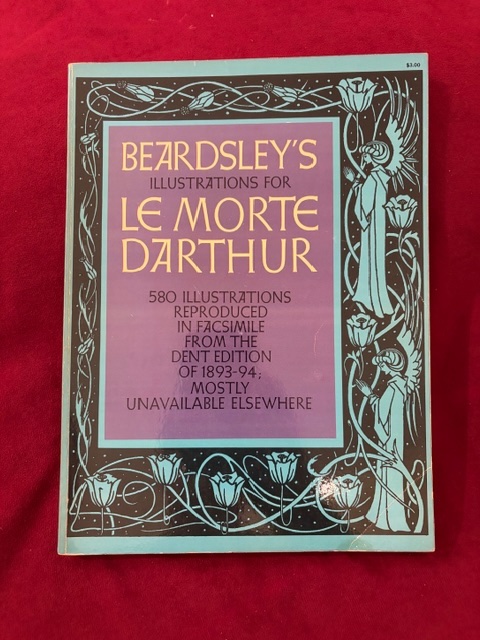 $3.00
BEARDSLEY'S
ILLUSTRATIONS FOR
LE MORTE
DARTHUR
580 ILLUSTRATIONS
REPRODUCED
IN FACSIMILE
FROM THE
DENT EDITION
OF 1893-94;
MOSTLY
UNAVAILABLE ELSEWHERE